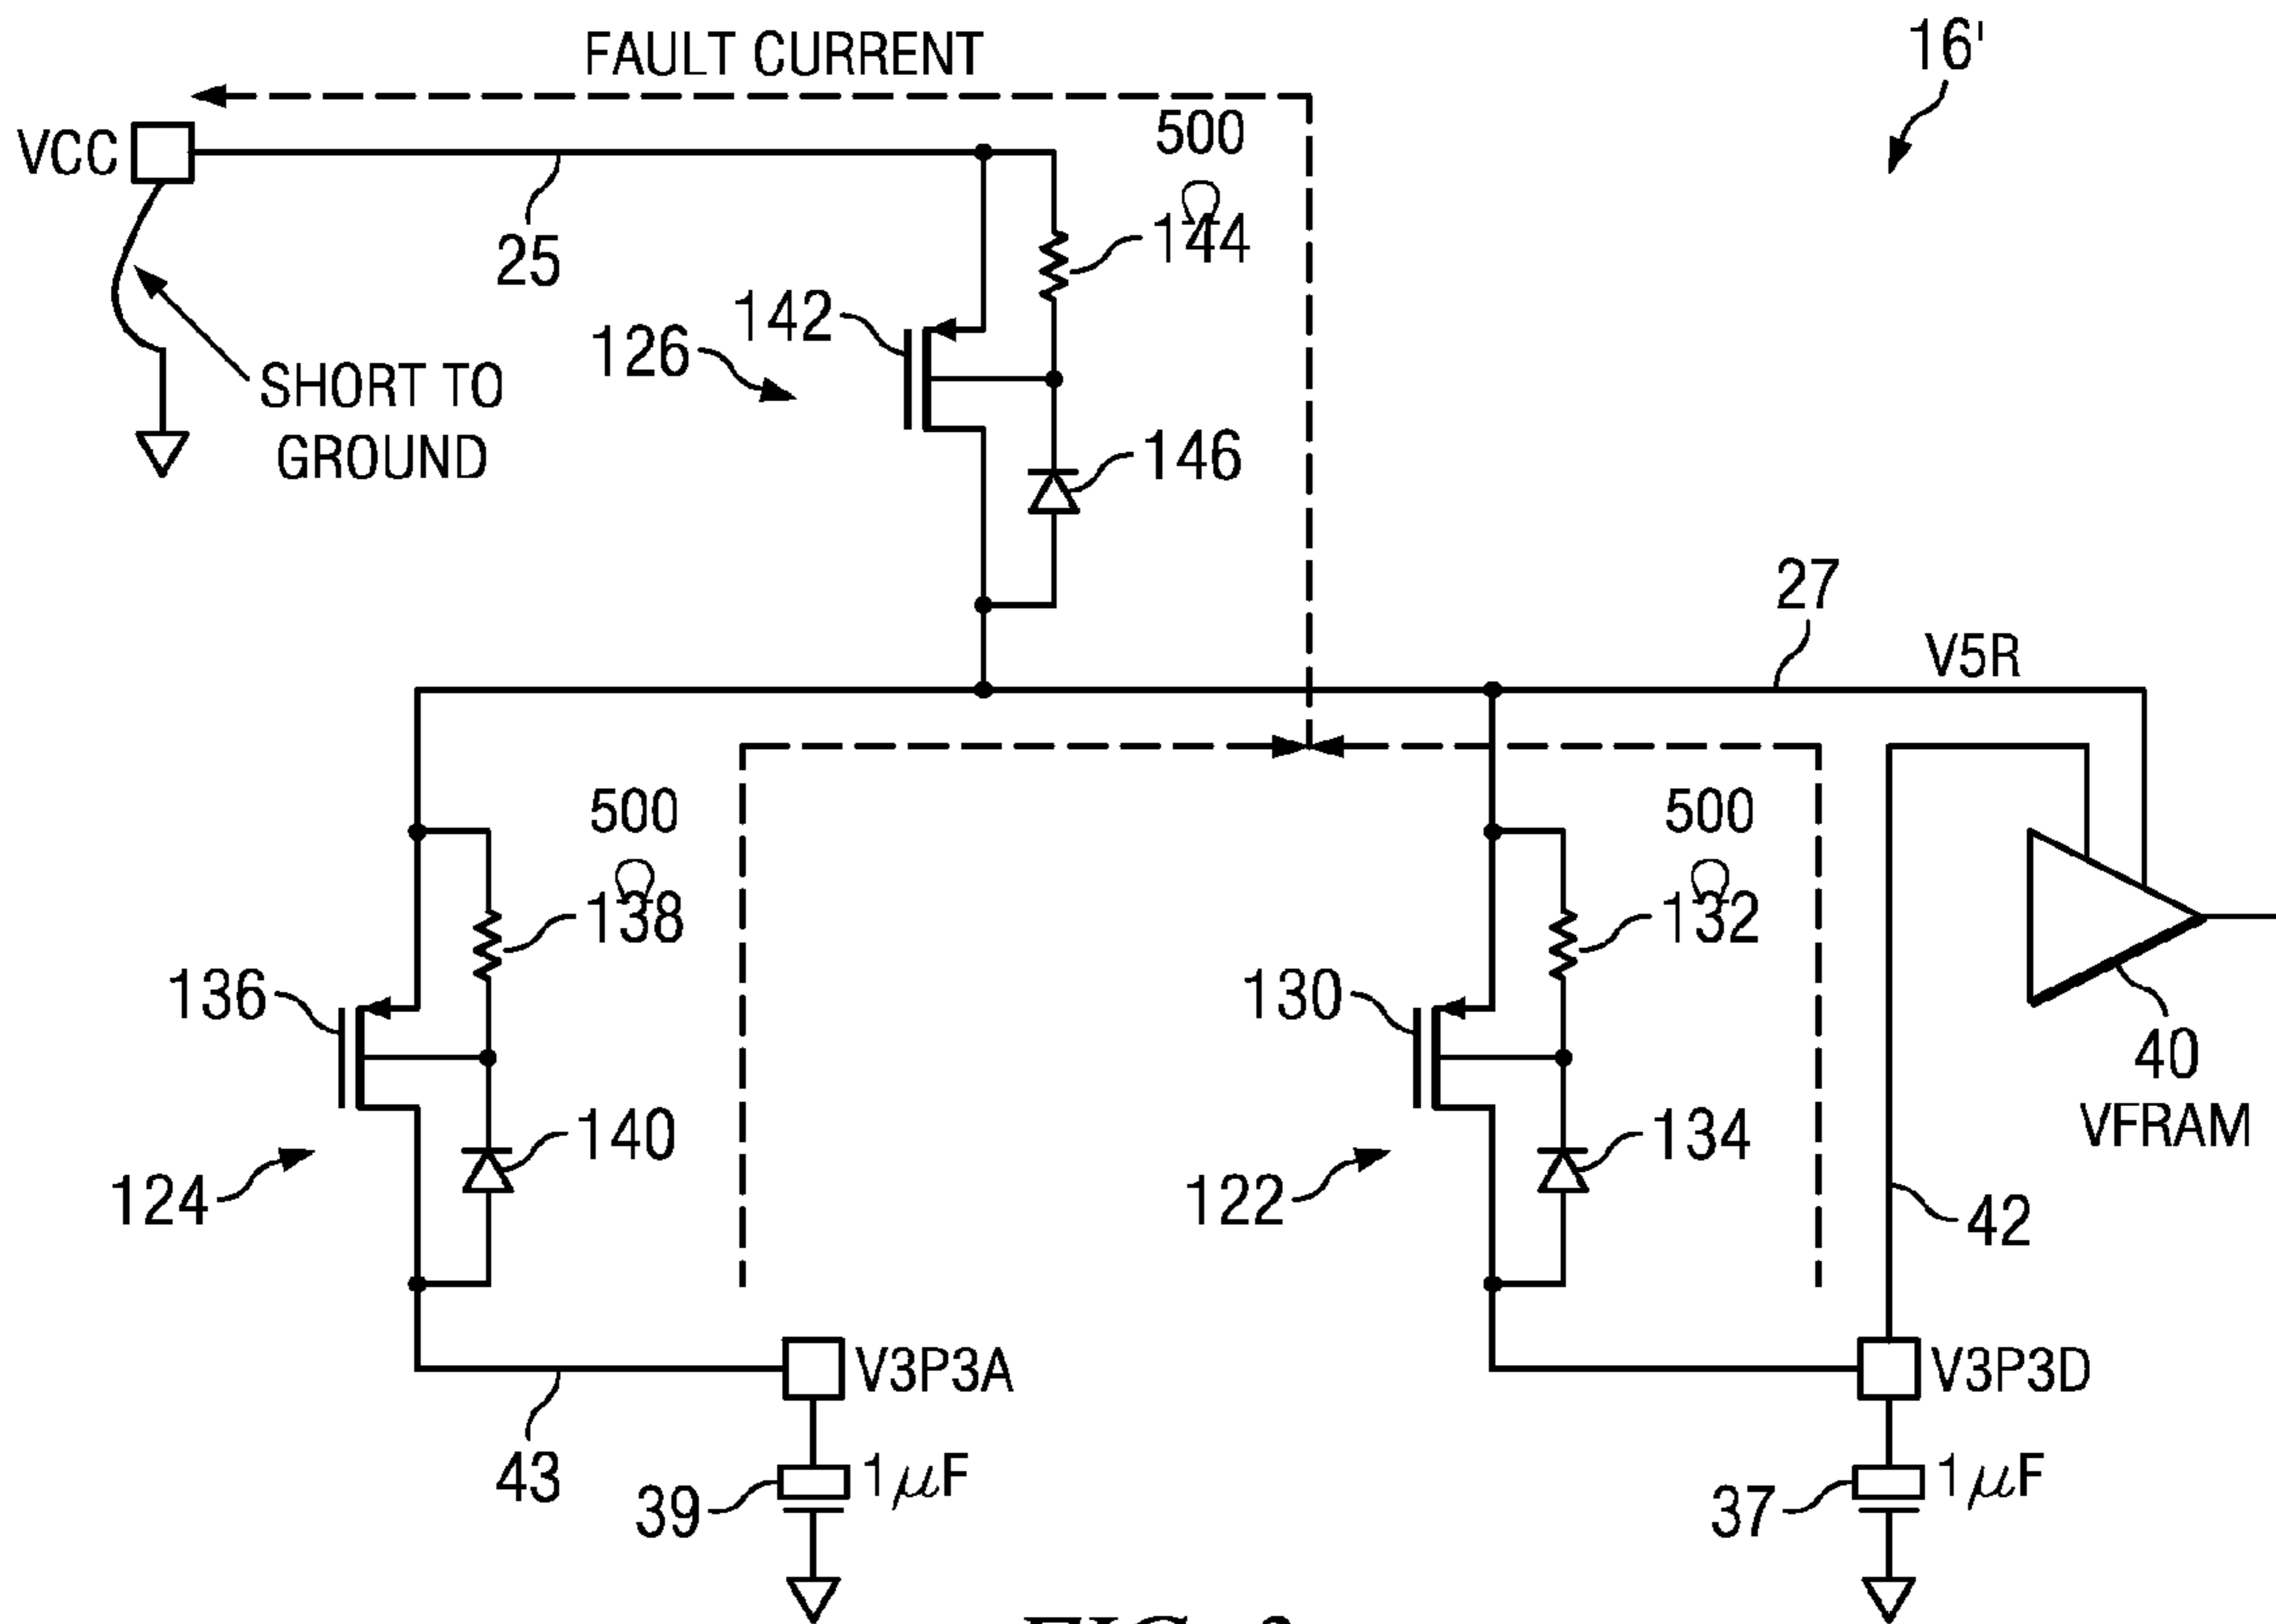 FAULT CURRENT
16'
VCC
500
Ω
144
25
142
126
SHORT TO
GROUND
146
27
V5R
500
Ω
138
500
Ω
132
136
130
40
VFRAM
140
134
124
122
42
V3P3A
V3P3D
43
39
1μF
37
1μF